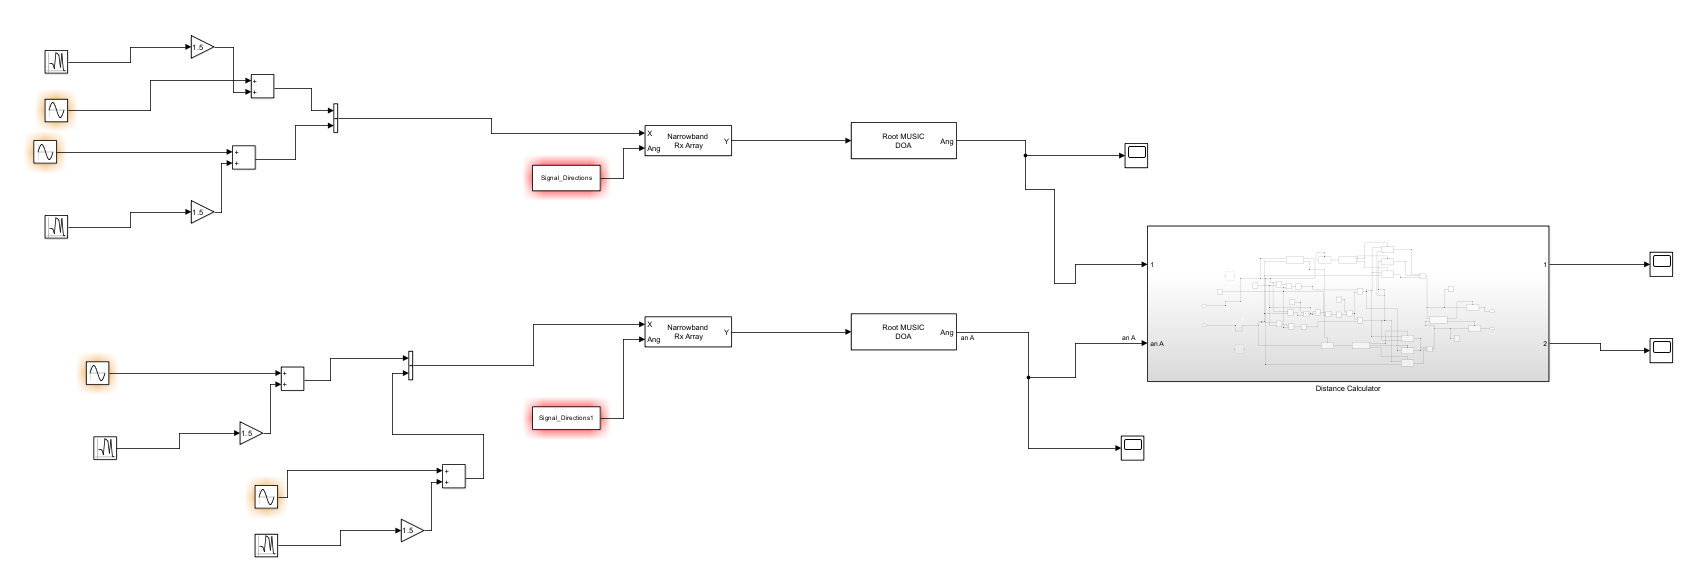 1.5
+
+
+
+
1.5
X
Ang
Narrowband
Rx Array
Y
Root MUSIC
DOA
Ang
Signal_Directions
1
an A
an A
1
2
Distance Calculator
X
Ang
Narrowband
Rx Array
Y
Root MUSIC
DOA
Ang
an A
Signal_Directions1
+
+
1.5
+
+
1.5